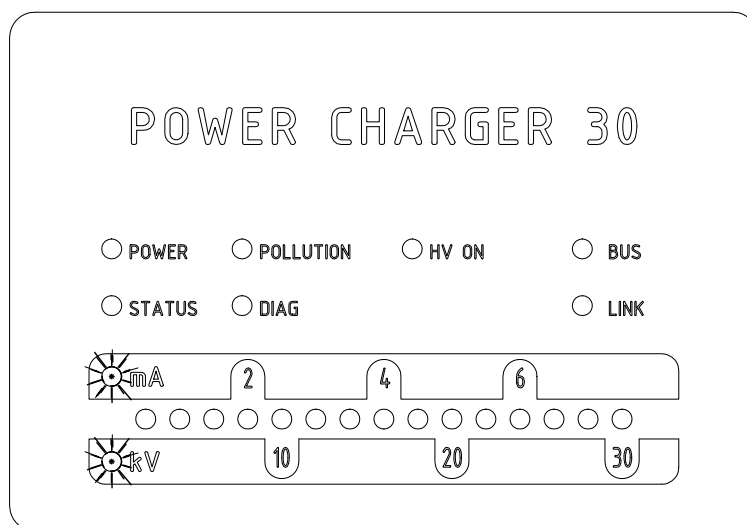 POWER CHARGER 30
POWER POLLUTION HV ON BUS
STATUS DIAG LINK
mA 2 4 6
kV 10 20 30